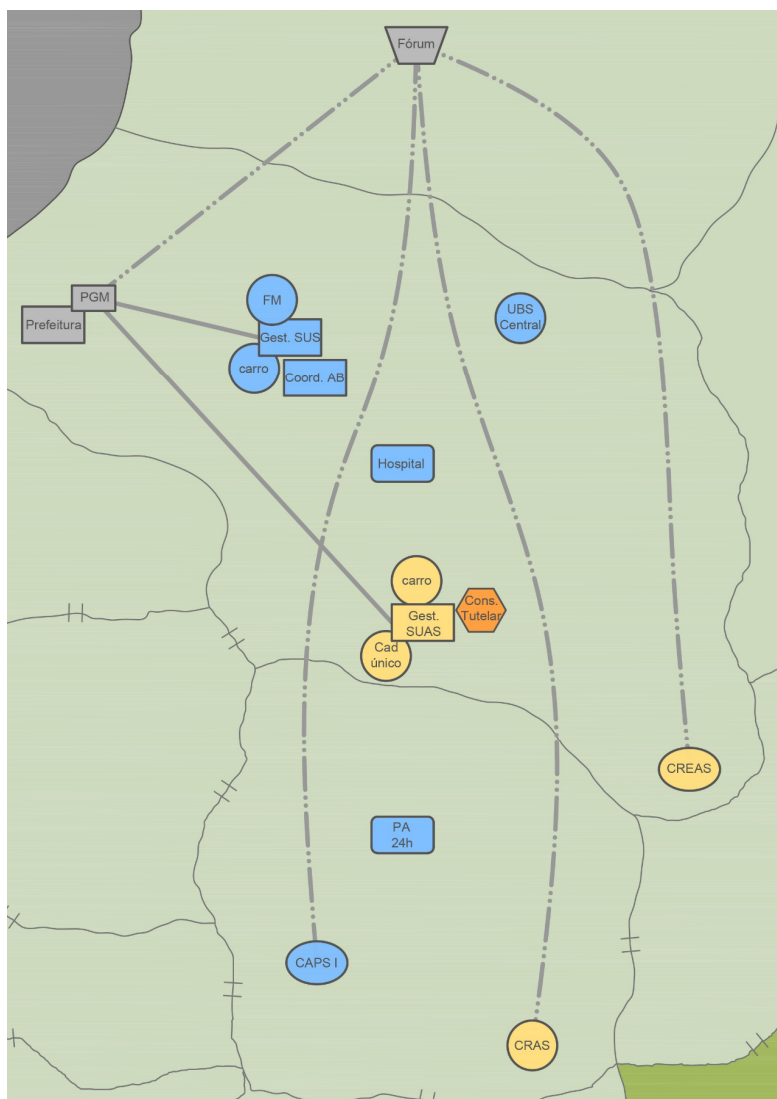 Fórum
PGM
Prefeitura
FM
Gest. SUS
carro
Coord. AB
UBS
Central
Hospital
carro
Cons.
Tutelar
Gest.
SUAS
Cad
único
CREAS
PA
24h
CAPS I
CRAS